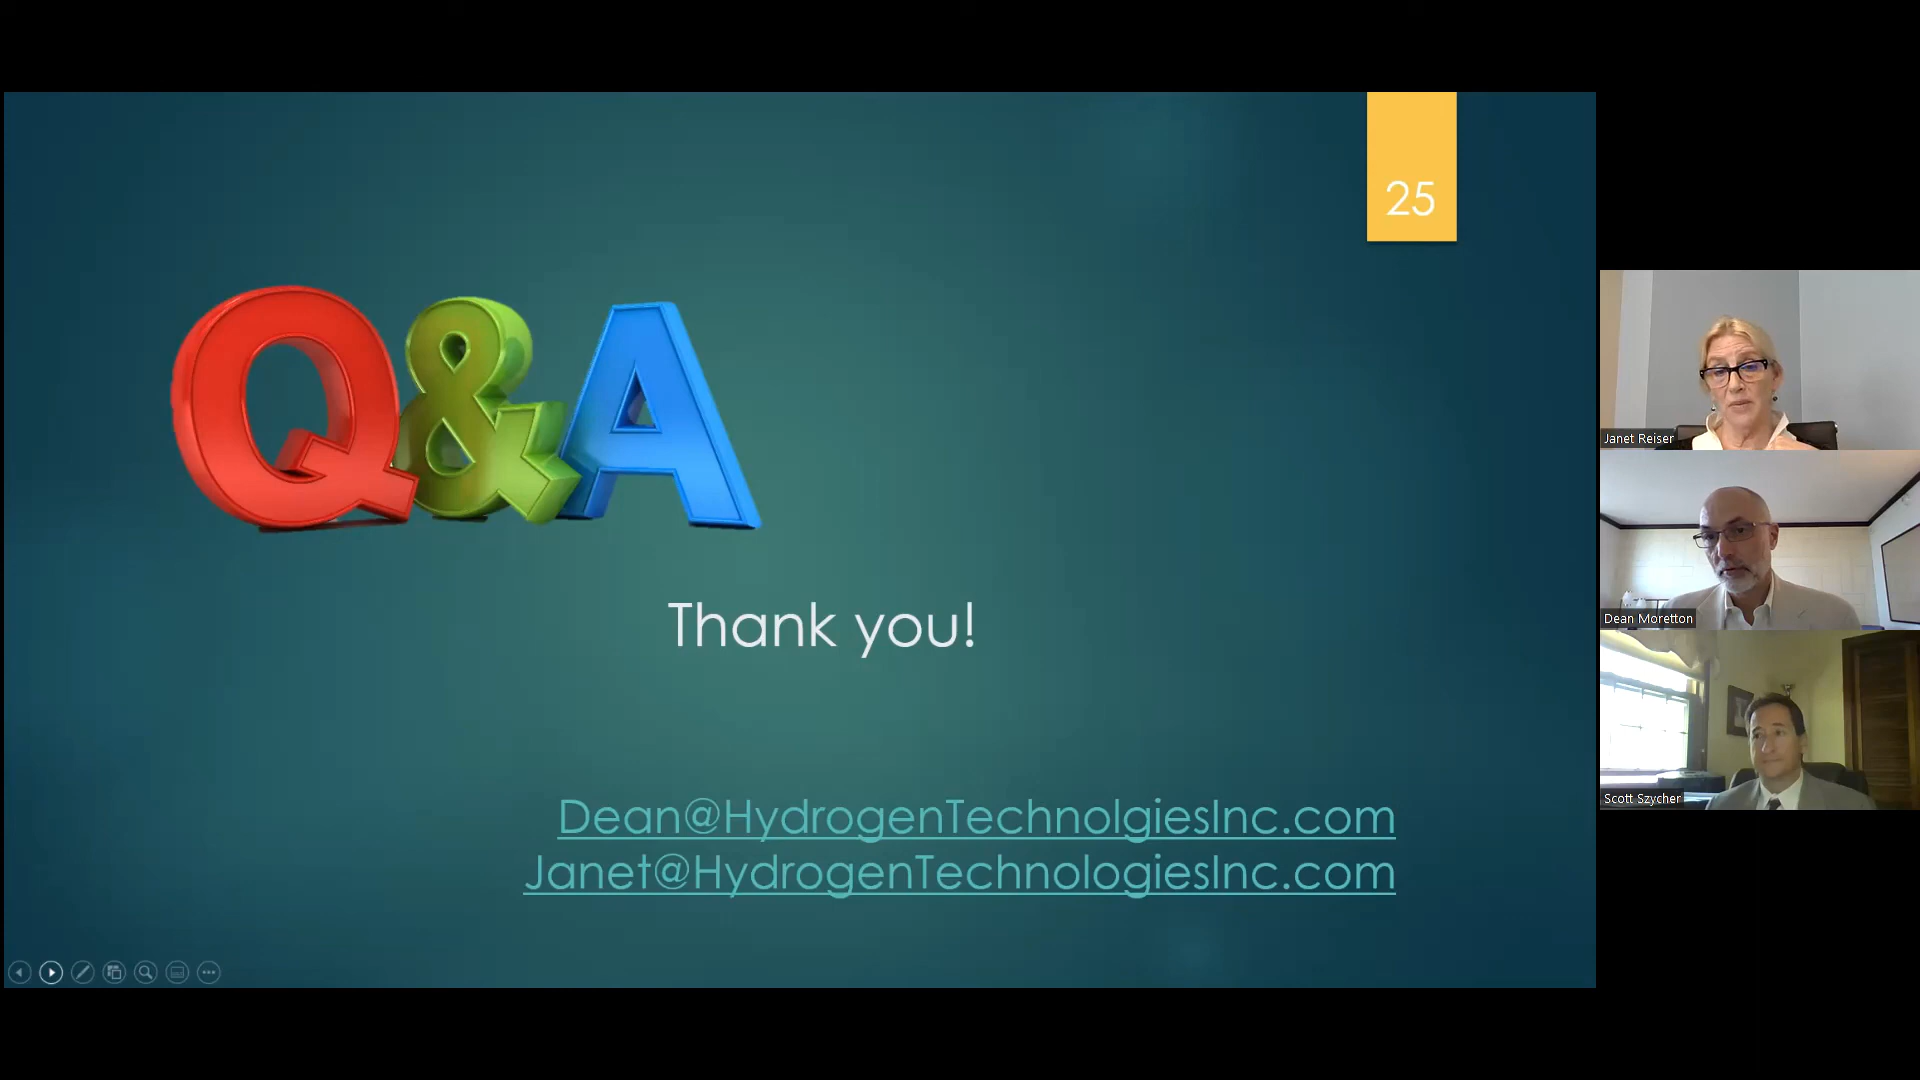 25
Q&A
Thank you!
Dean@HydrogenTechnolgiesInc.com
Janet@HydrogenTechnologiesInc.com
Janet Reiser
Dean Moretton
Scott Szycher